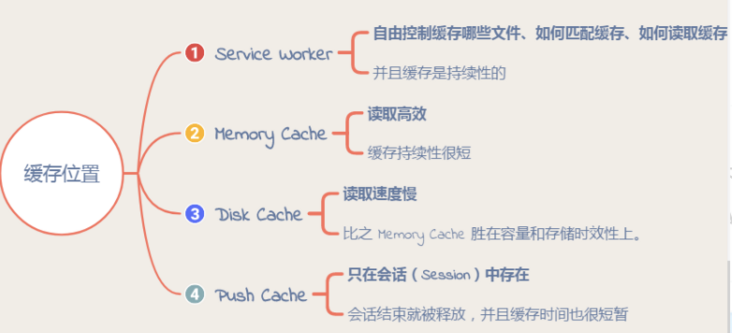 缓存位置
1 Service Worker
自由控制缓存哪些文件、如何匹配缓存、如何读取缓存
并且缓存是持续性的
2 Memory Cache
读取高效
缓存持续性很短
3 Disk Cache
读取速度慢
比之 Memory Cache 胜在容量和存储时效性上。
4 Push Cache
只在会话（Session）中存在
会话结束就被释放，并且缓存时间也很短暂